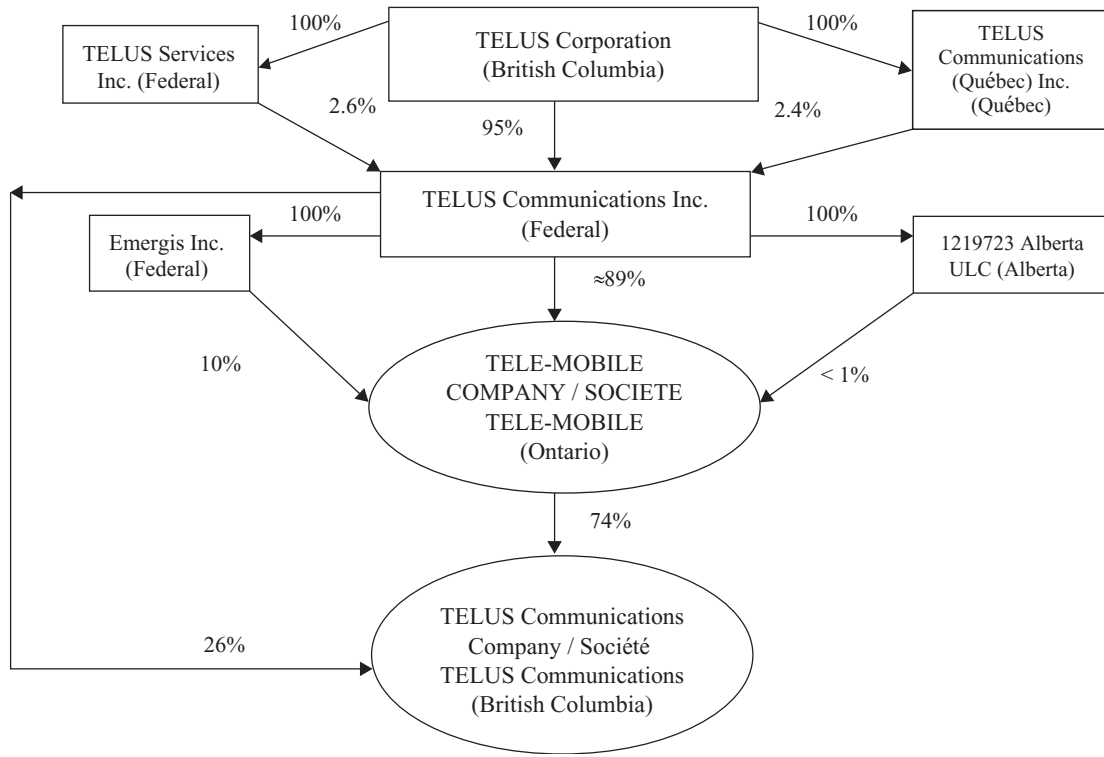 100%
100%
TELUS Services
Inc. (Federal)
TELUS Corporation
(British Columbia)
TELUS
Communications
(Québec) Inc.
(Québec)
2.6%
95%
2.4%
TELUS Communications Inc.
(Federal)
100%
100%
Emergis Inc.
(Federal)
1219723 Alberta
ULC (Alberta)
≈89%
10%
< 1%
TELE-MOBILE
COMPANY / SOCIETE
TELE-MOBILE
(Ontario)
74%
TELUS Communications
Company / Société
TELUS Communications
(British Columbia)
26%